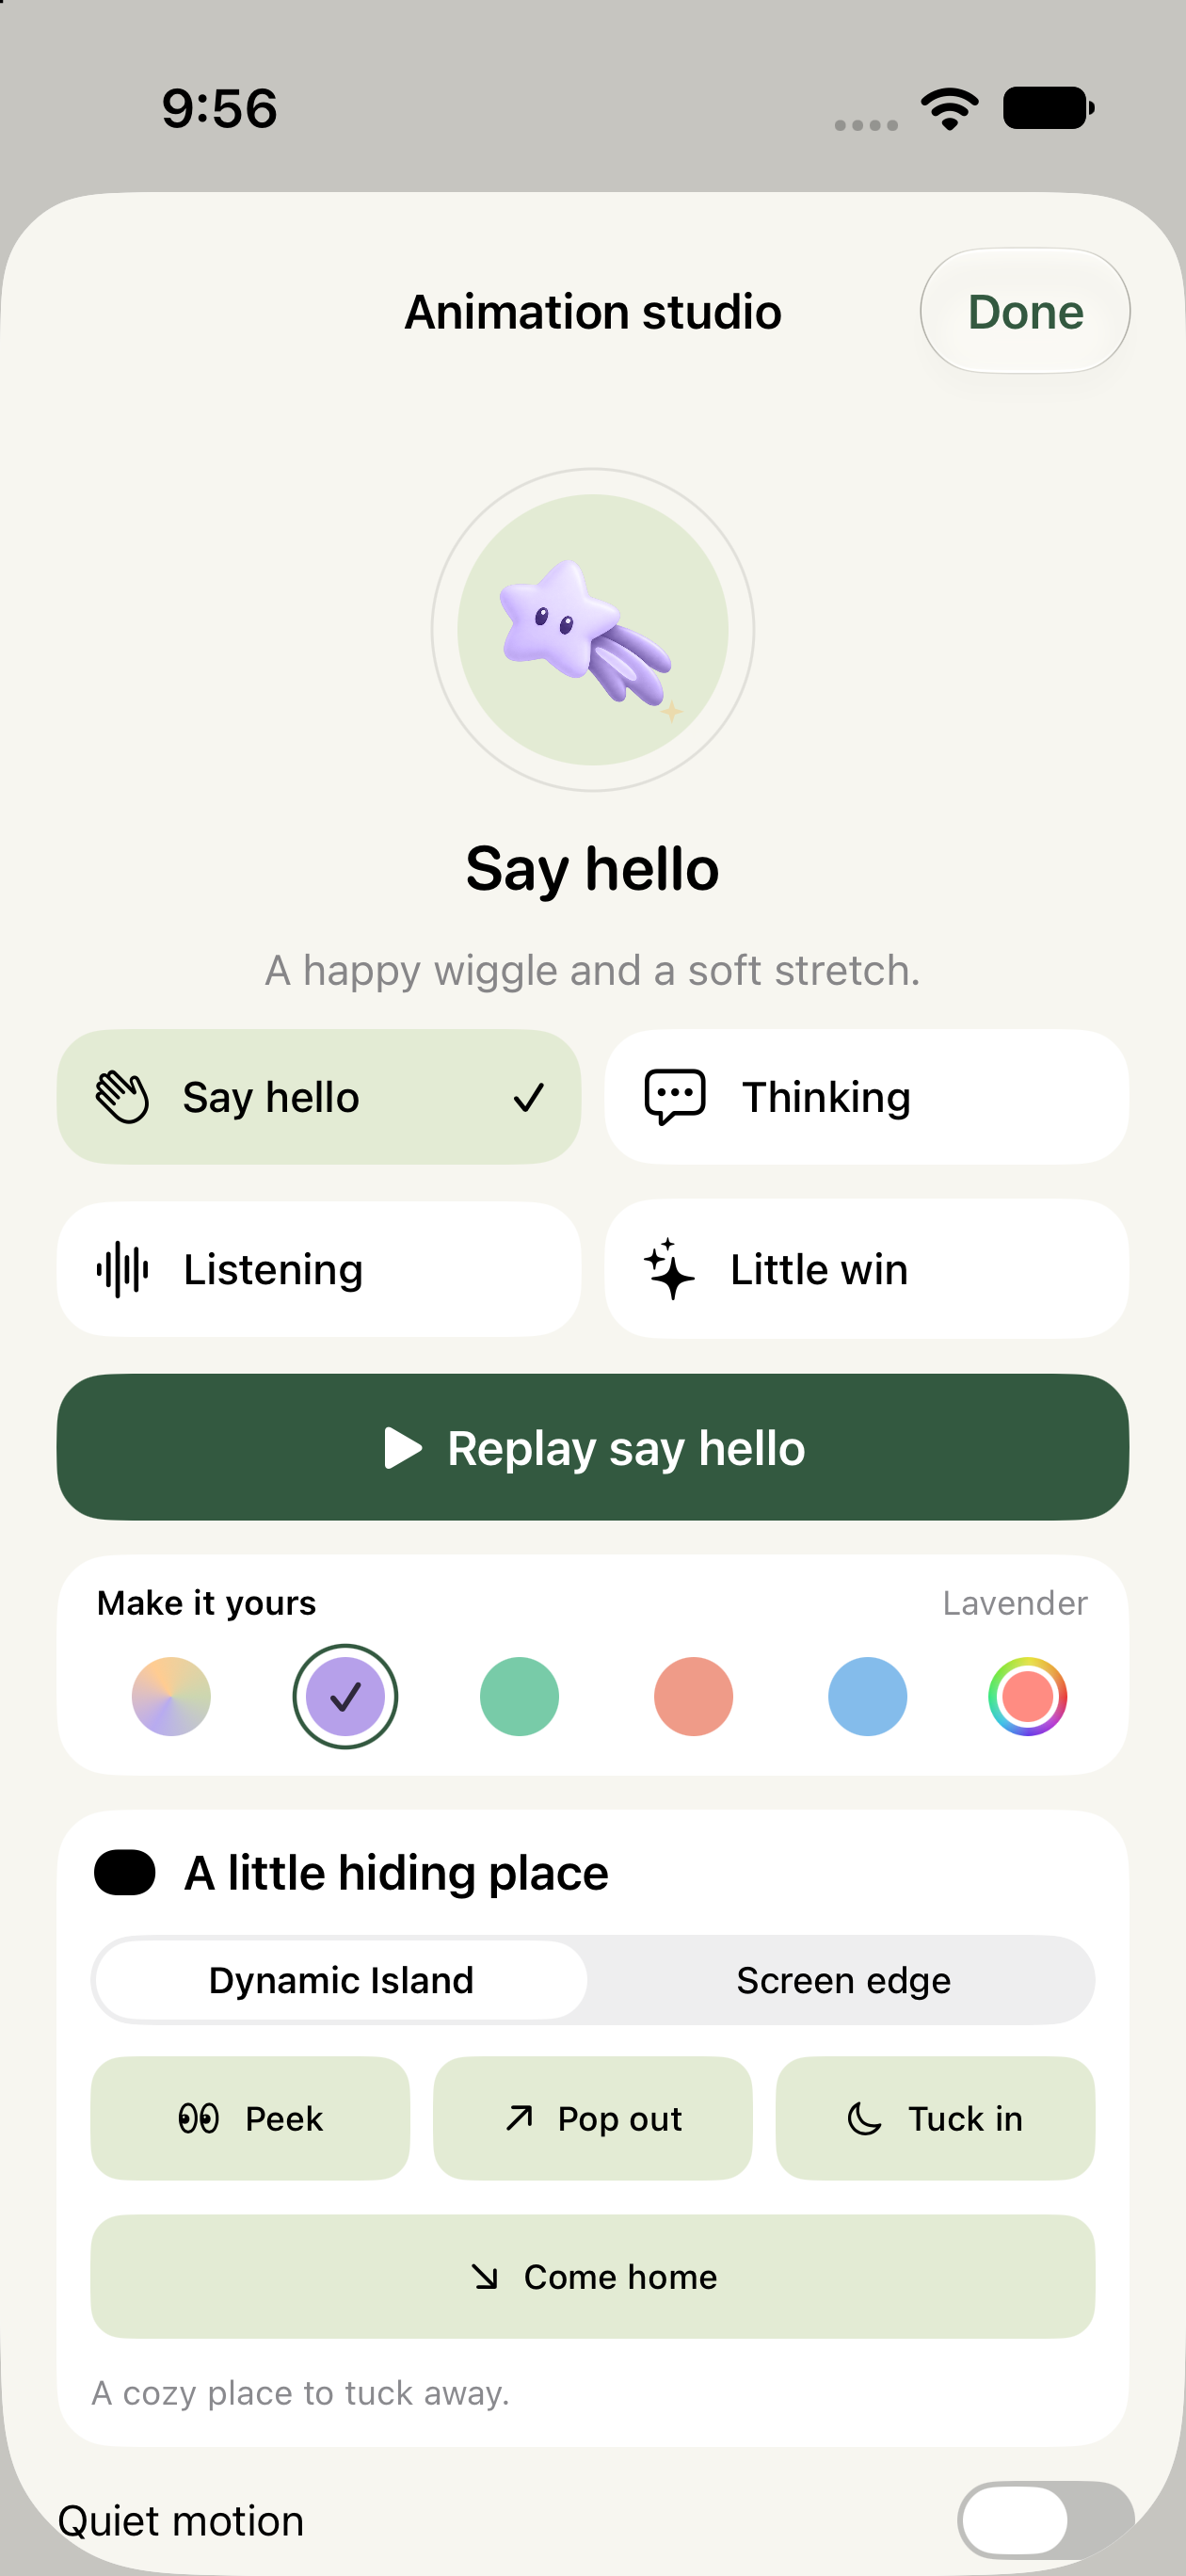 9:56
Animation studio
Done
Say hello
A happy wiggle and a soft stretch.
Say hello
Thinking
Listening
Little win
Replay say hello
Make it yours
Lavender
A little hiding place
Dynamic Island
Screen edge
Peek
Pop out
Tuck in
Come home
A cozy place to tuck away.
Quiet motion